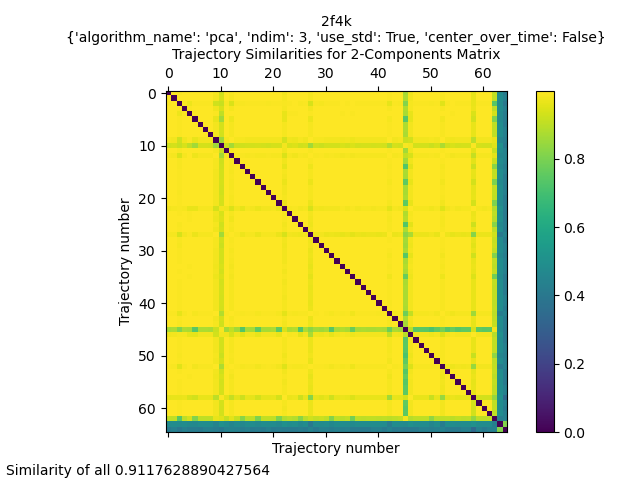 2f4k
{'algorithm_name': 'pca', 'ndim': 3, 'use_std': True, 'center_over_time': False}
Trajectory Similarities for 2-Components Matrix
0 10 20 30 40 50 60
0
10
20
30
40
50
60
Trajectory number
Trajectory number
0.8
0.6
0.4
0.2
0.0
Similarity of all 0.9117628890427564